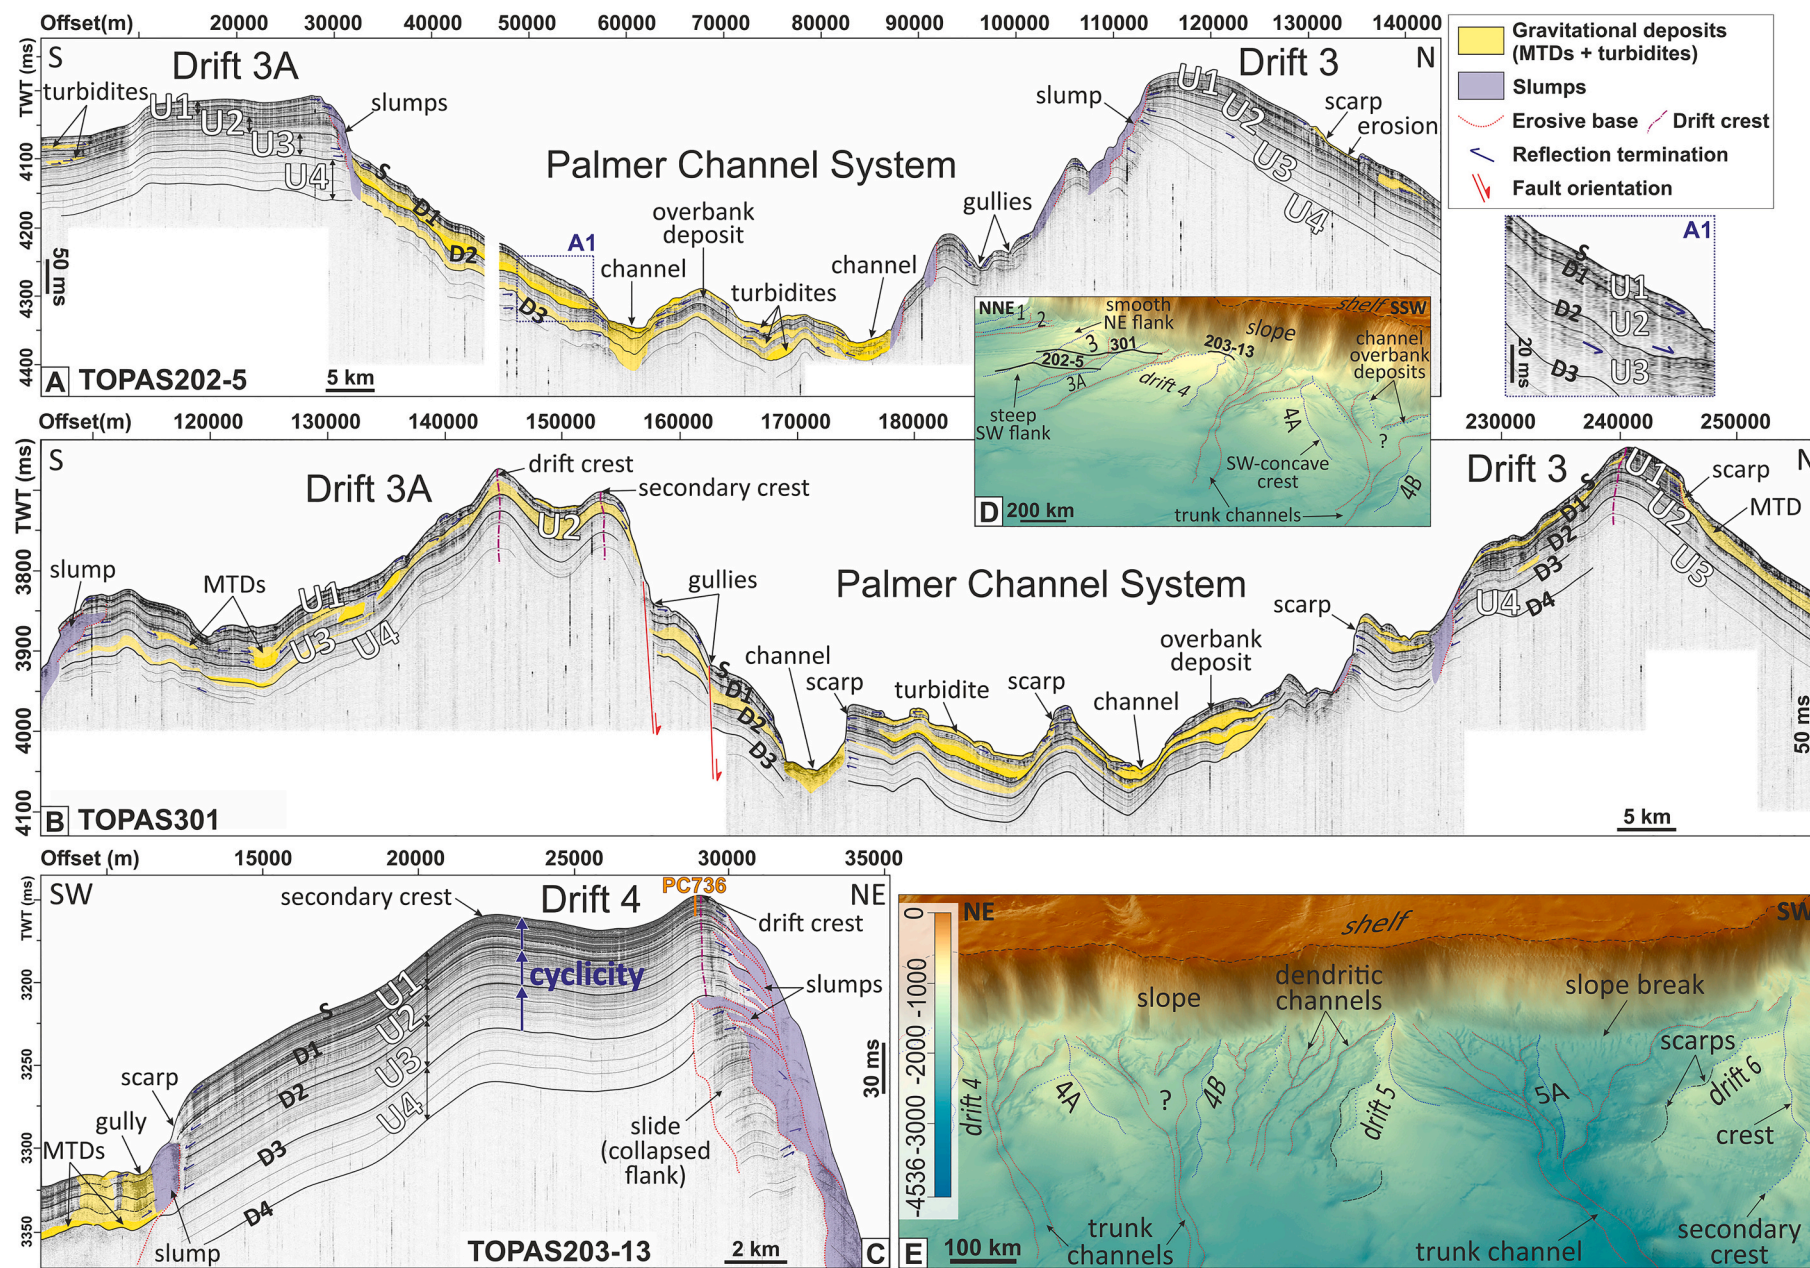 Offset(m) 20000 30000 40000 50000 60000 70000 80000 90000 100000 110000 120000 130000 140000
TWT (ms)
4100
4200
4300
4400
S
Drift 3A
Drift 3
N
turbidites
U1
U2
U3
U4
slumps
Palmer Channel System
slump
U1
U2
U3
U4
scarp
erosion
S
D1
D2
D3
50 ms
A1
channel
overbank
deposit
turbidites
channel
gullies
A TOPAS202-5
5 km
Gravitational deposits
(MTDs + turbidites)
Slumps
Erosive base
Drift crest
Reflection termination
Fault orientation
A1
S
D1
U1
D2
U2
D3
U3
20 ms
NNE
1
2
smooth
NE flank
shelf
SSW
slope
3
301
203-13
202-5
3A
drift 4
channel
overbank
deposits
steep
SW flank
4A
?
SW-concave
crest
4B
trunk channels
D
200 km
Offset(m) 120000 130000 140000 150000 160000 170000 180000 230000 240000 250000
TWT (ms)
3800
3900
4000
4100
S
Drift 3A
drift crest
secondary crest
U2
slump
MTDs
U1
U3
U4
gullies
Palmer Channel System
S
D1
D2
D3
channel
scarp
turbidite
scarp
channel
overbank
deposit
scarp
Drift 3
N
U1
U2
U3
U4
S
D1
D2
D3
D4
scarp
MTD
50 ms
5 km
B TOPAS301
Offset (m) 15000 20000 25000 30000 35000
TWT (ms)
3200
3250
3300
3350
SW
secondary crest
Drift 4
PC736
NE
drift crest
cyclicity
slumps
S
U1
D1
U2
D2
U3
U4
D3
D4
scarp
gully
MTDs
slump
slide
(collapsed
flank)
30 ms
TOPAS203-13
2 km
C
0
-1000
-2000
-3000
-4536
NE
shelf
SW
slope
dendritic
channels
slope break
scarps
drift 4
4A
?
4B
drift 5
5A
drift 6
crest
trunk
channels
trunk channel
secondary
crest
E
100 km